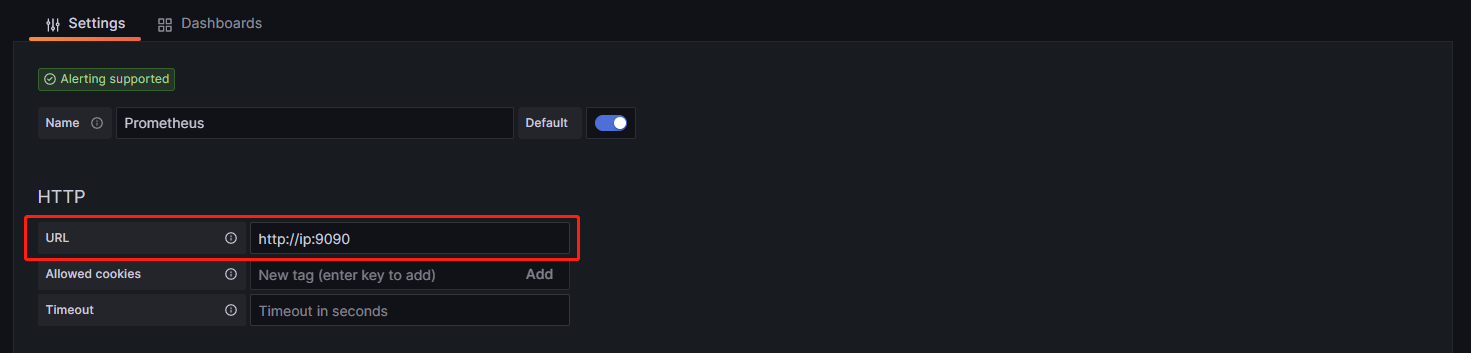 Settings Dashboards
Alerting supported
Name Prometheus Default
HTTP
URL http://ip:9090
Allowed cookies New tag (enter key to add) Add
Timeout Timeout in seconds